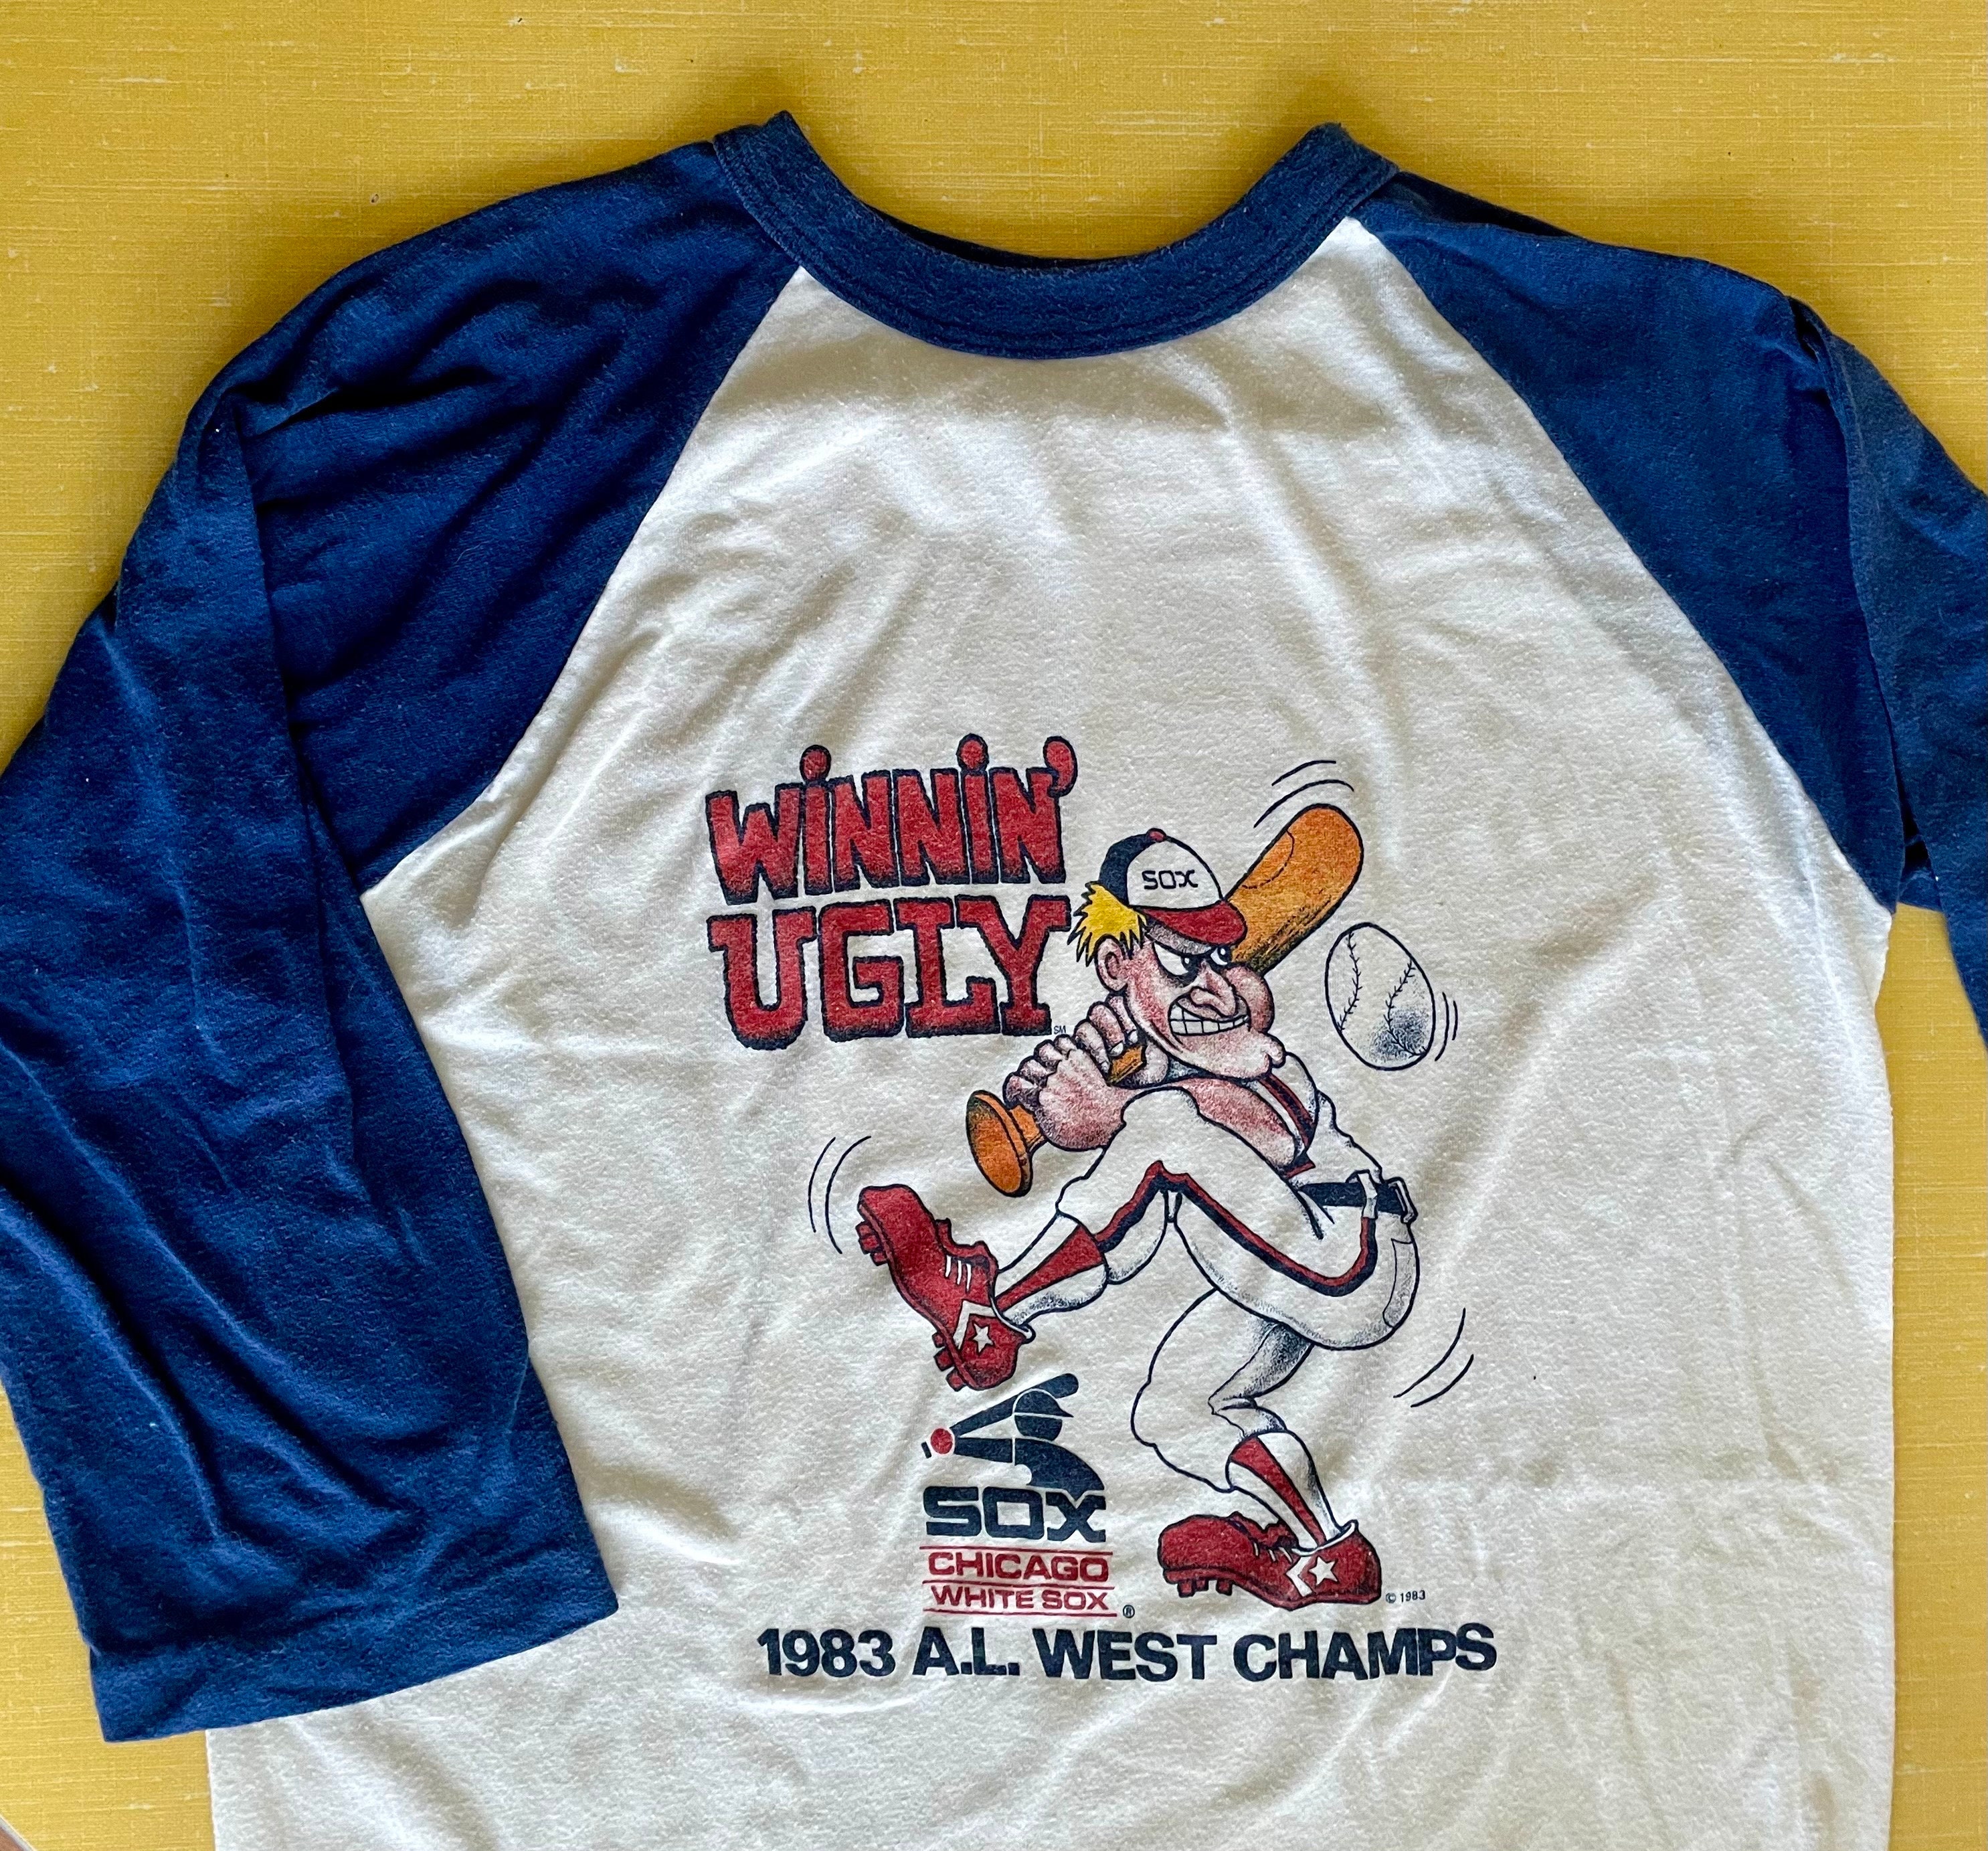 WiNNiN'
UGLY
SM
SOX
SOX
CHICAGO
WHITE SOX ®
© 1983
1983 A.L. WEST CHAMPS